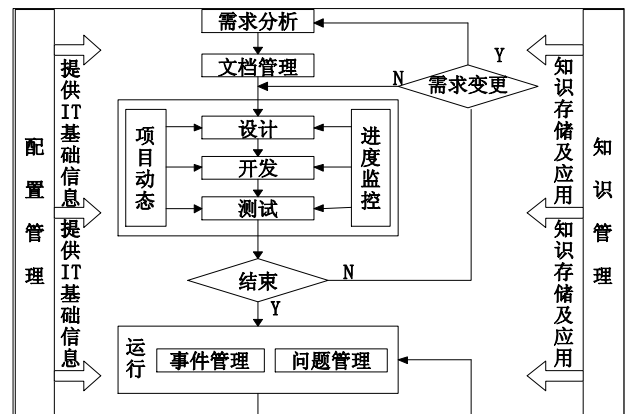 需求分析
Y
文档管理
N
需求变更
提供IT基础信息
知识存储及应用
设计
项目动态
进度监控
开发
配置管理
知识管理
测试
提供IT基础信息
知识存储及应用
结束
N
Y
运行
事件管理
问题管理